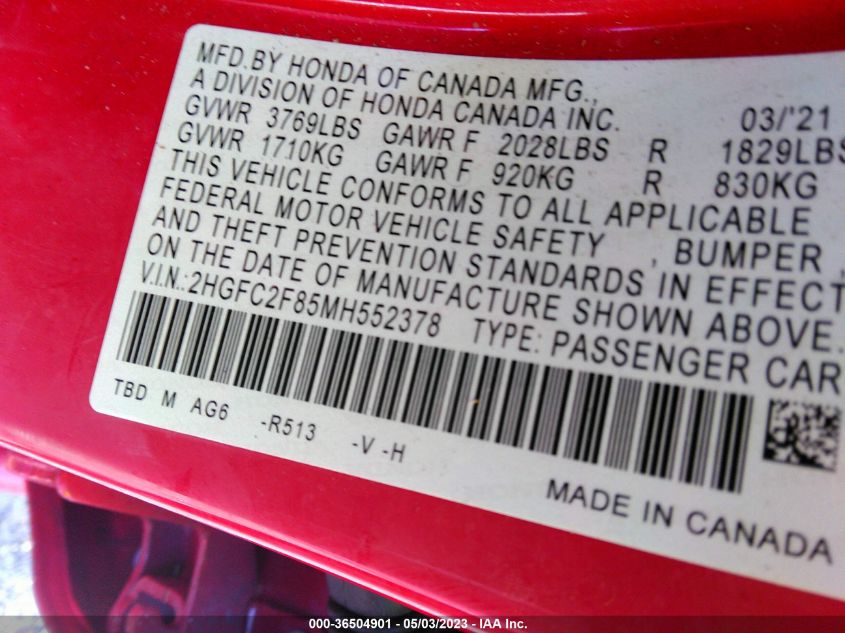 MFD.BY HONDA OF CANADA MFG.,
A DIVISION OF HONDA CANADA INC. 03/'21
GVWR 3769LBS GAWR F 2028LBS R 1829LBS
GVWR 1710KG GAWR F 920KG R 830KG
THIS VEHICLE CONFORMS TO ALL APPLICABLE
FEDERAL MOTOR VEHICLE SAFETY , BUMPER ,
AND THEFT PREVENTION STANDARDS IN EFFECT
ON THE DATE OF MANUFACTURE SHOWN ABOVE.
V.I.N.:2HGFC2F85MH552378 TYPE: PASSENGER CAR
TBD M AG6 -R513 -V -H
MADE IN CANADA
000-36504901 - 05/03/2023 - IAA Inc.